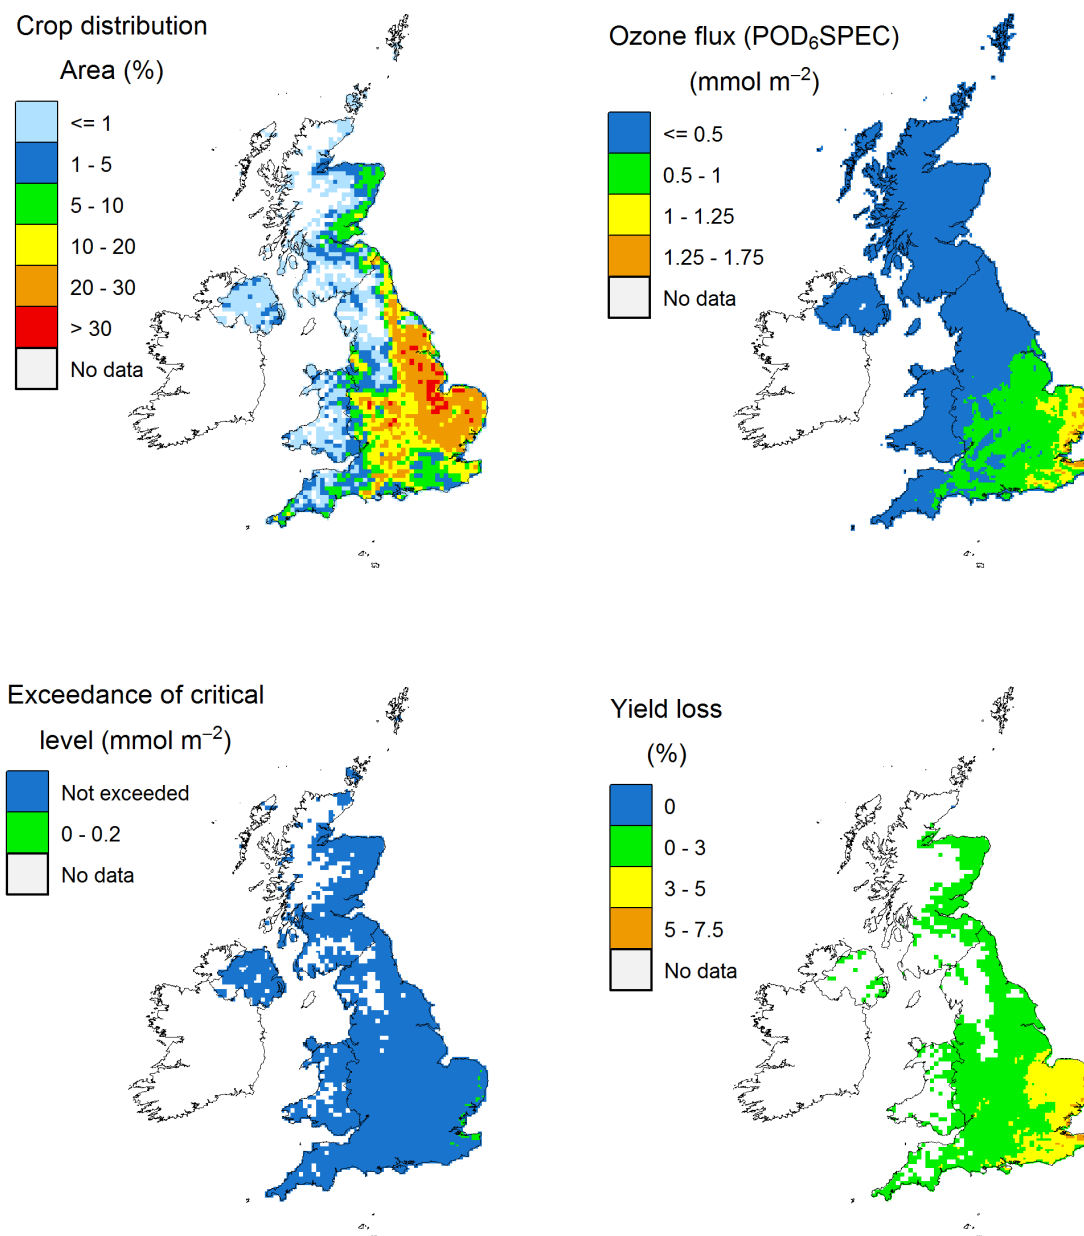 Crop distribution
Area (%)
<= 1
1 - 5
5 - 10
10 - 20
20 - 30
> 30
No data
Ozone flux (POD₆SPEC)
(mmol m⁻²)
<= 0.5
0.5 - 1
1 - 1.25
1.25 - 1.75
No data
Exceedance of critical
level (mmol m⁻²)
Not exceeded
0 - 0.2
No data
Yield loss
(%)
0
0 - 3
3 - 5
5 - 7.5
No data